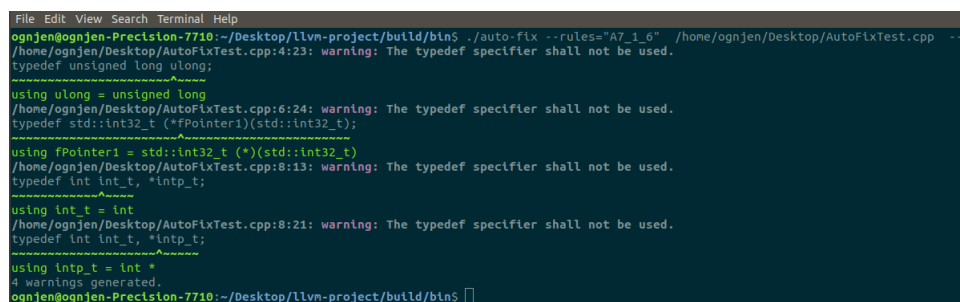 File Edit View Search Terminal Help
ognjen@ognjen-Precision-7710:~/Desktop/llvm-project/build/bin$ ./auto-fix --rules="A7_1_6"  /home/ognjen/Desktop/AutoFixTest.cpp  --
/home/ognjen/Desktop/AutoFixTest.cpp:4:23: warning: The typedef specifier shall not be used.
typedef unsigned long ulong;
~~~~~~~~~~~~~~~~~~~~~~^~~~~
using ulong = unsigned long
/home/ognjen/Desktop/AutoFixTest.cpp:6:24: warning: The typedef specifier shall not be used.
typedef std::int32_t (*fPointer1)(std::int32_t);
~~~~~~~~~~~~~~~~~~~~~~~^~~~~~~~~~~~~~~~~~~~~~~~
using fPointer1 = std::int32_t (*)(std::int32_t)
/home/ognjen/Desktop/AutoFixTest.cpp:8:13: warning: The typedef specifier shall not be used.
typedef int int_t, *intp_t;
~~~~~~~~~~~~^~~~~
using int_t = int
/home/ognjen/Desktop/AutoFixTest.cpp:8:21: warning: The typedef specifier shall not be used.
typedef int int_t, *intp_t;
~~~~~~~~~~~~~~~~~~~~^~~~~~
using intp_t = int *
4 warnings generated.
ognjen@ognjen-Precision-7710:~/Desktop/llvm-project/build/bin$